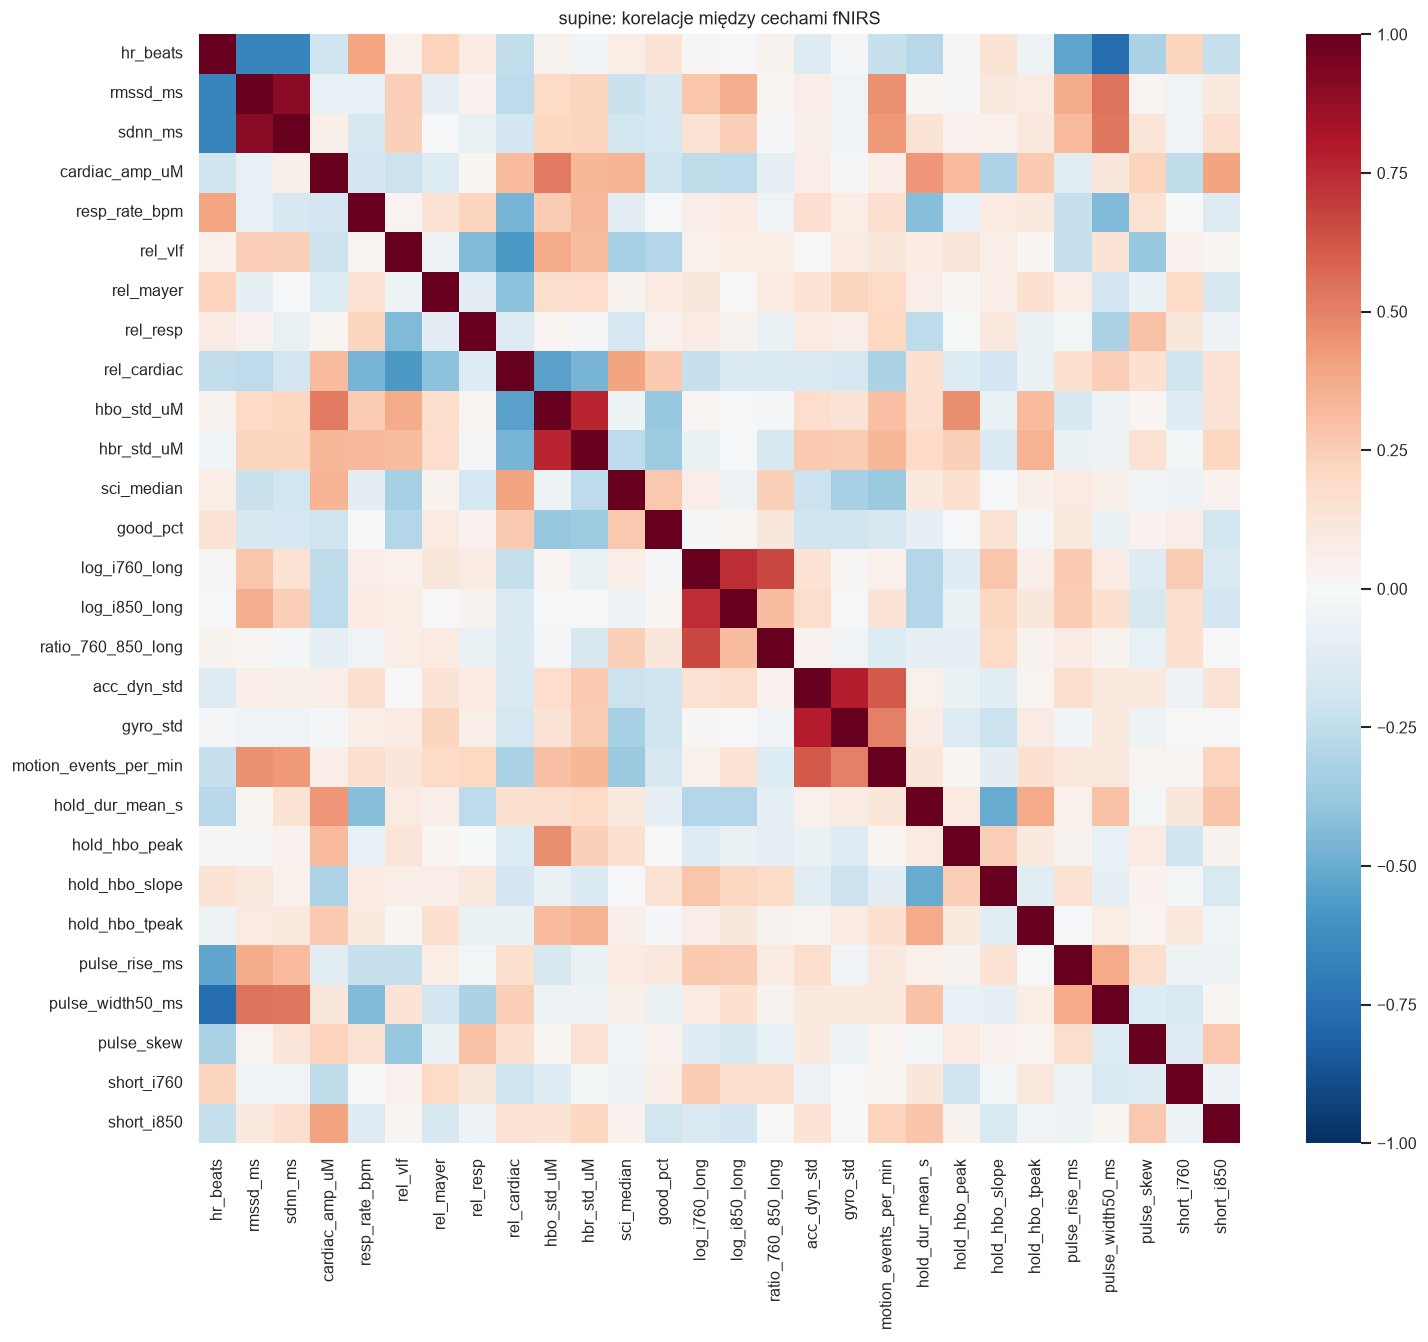 supine: korelacje między cechami fNIRS
hr_beats
rmssd_ms
sdnn_ms
cardiac_amp_uM
resp_rate_bpm
rel_vlf
rel_mayer
rel_resp
rel_cardiac
hbo_std_uM
hbr_std_uM
sci_median
good_pct
log_i760_long
log_i850_long
ratio_760_850_long
acc_dyn_std
gyro_std
motion_events_per_min
hold_dur_mean_s
hold_hbo_peak
hold_hbo_slope
hold_hbo_tpeak
pulse_rise_ms
pulse_width50_ms
pulse_skew
short_i760
short_i850
hr_beats
rmssd_ms
sdnn_ms
cardiac_amp_uM
resp_rate_bpm
rel_vlf
rel_mayer
rel_resp
rel_cardiac
hbo_std_uM
hbr_std_uM
sci_median
good_pct
log_i760_long
log_i850_long
ratio_760_850_long
acc_dyn_std
gyro_std
motion_events_per_min
hold_dur_mean_s
hold_hbo_peak
hold_hbo_slope
hold_hbo_tpeak
pulse_rise_ms
pulse_width50_ms
pulse_skew
short_i760
short_i850
1.00
0.75
0.50
0.25
0.00
−0.25
−0.50
−0.75
−1.00